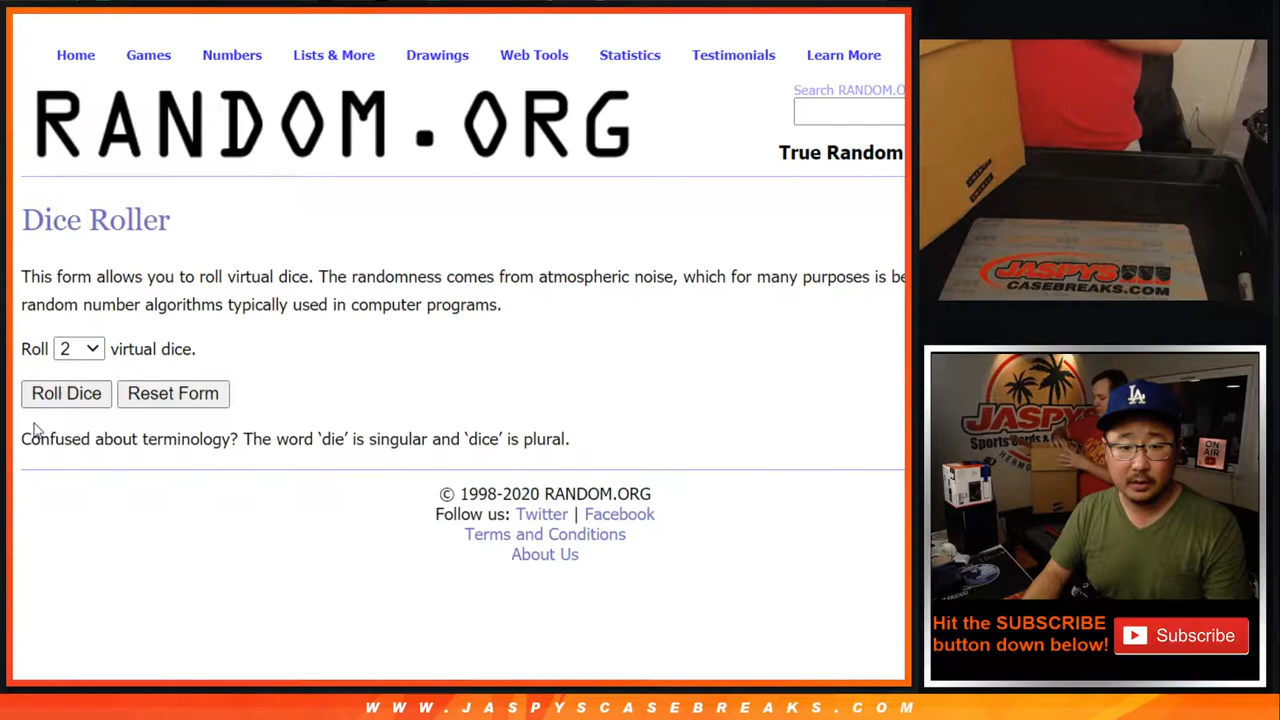 Home Games Numbers Lists & More Drawings Web Tools Statistics Testimonials Learn More
RANDOM.ORG
Search RANDOM.O
True Random
Dice Roller
This form allows you to roll virtual dice. The randomness comes from atmospheric noise, which for many purposes is be
random number algorithms typically used in computer programs.
Roll 2 virtual dice.
Roll Dice Reset Form
Confused about terminology? The word ‘die’ is singular and ‘dice’ is plural.
© 1998-2020 RANDOM.ORG
Follow us: Twitter | Facebook
Terms and Conditions
About Us
JASPYS
CASEBREAKS.COM
JASPYS
Sports Cards &
HERMO
ON AIR
LA
Hit the SUBSCRIBE
button down below!
Subscribe
WWW.JASPYSCASEBREAKS.COM